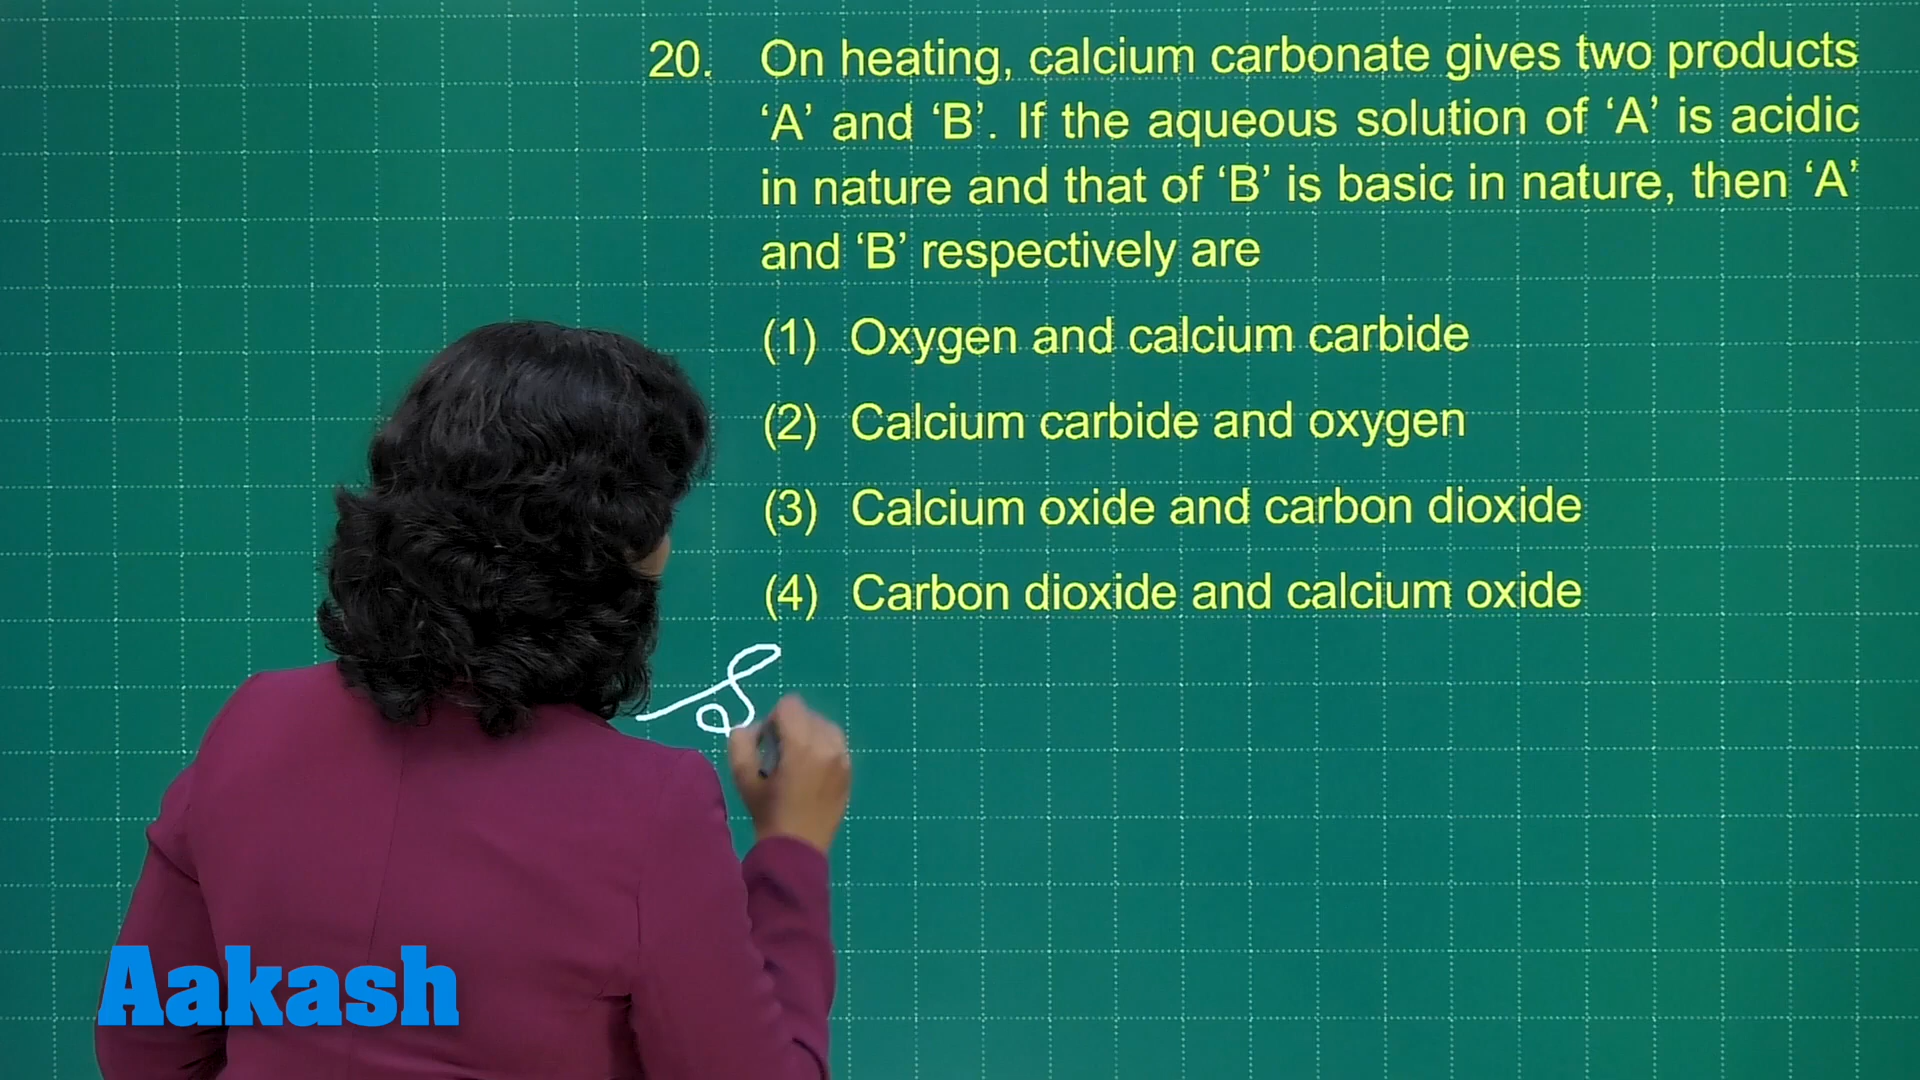 20. On heating, calcium carbonate gives two products
‘A’ and ‘B’. If the aqueous solution of ‘A’ is acidic
in nature and that of ‘B’ is basic in nature, then ‘A’
and ‘B’ respectively are
(1) Oxygen and calcium carbide
(2) Calcium carbide and oxygen
(3) Calcium oxide and carbon dioxide
(4) Carbon dioxide and calcium oxide
Aakash